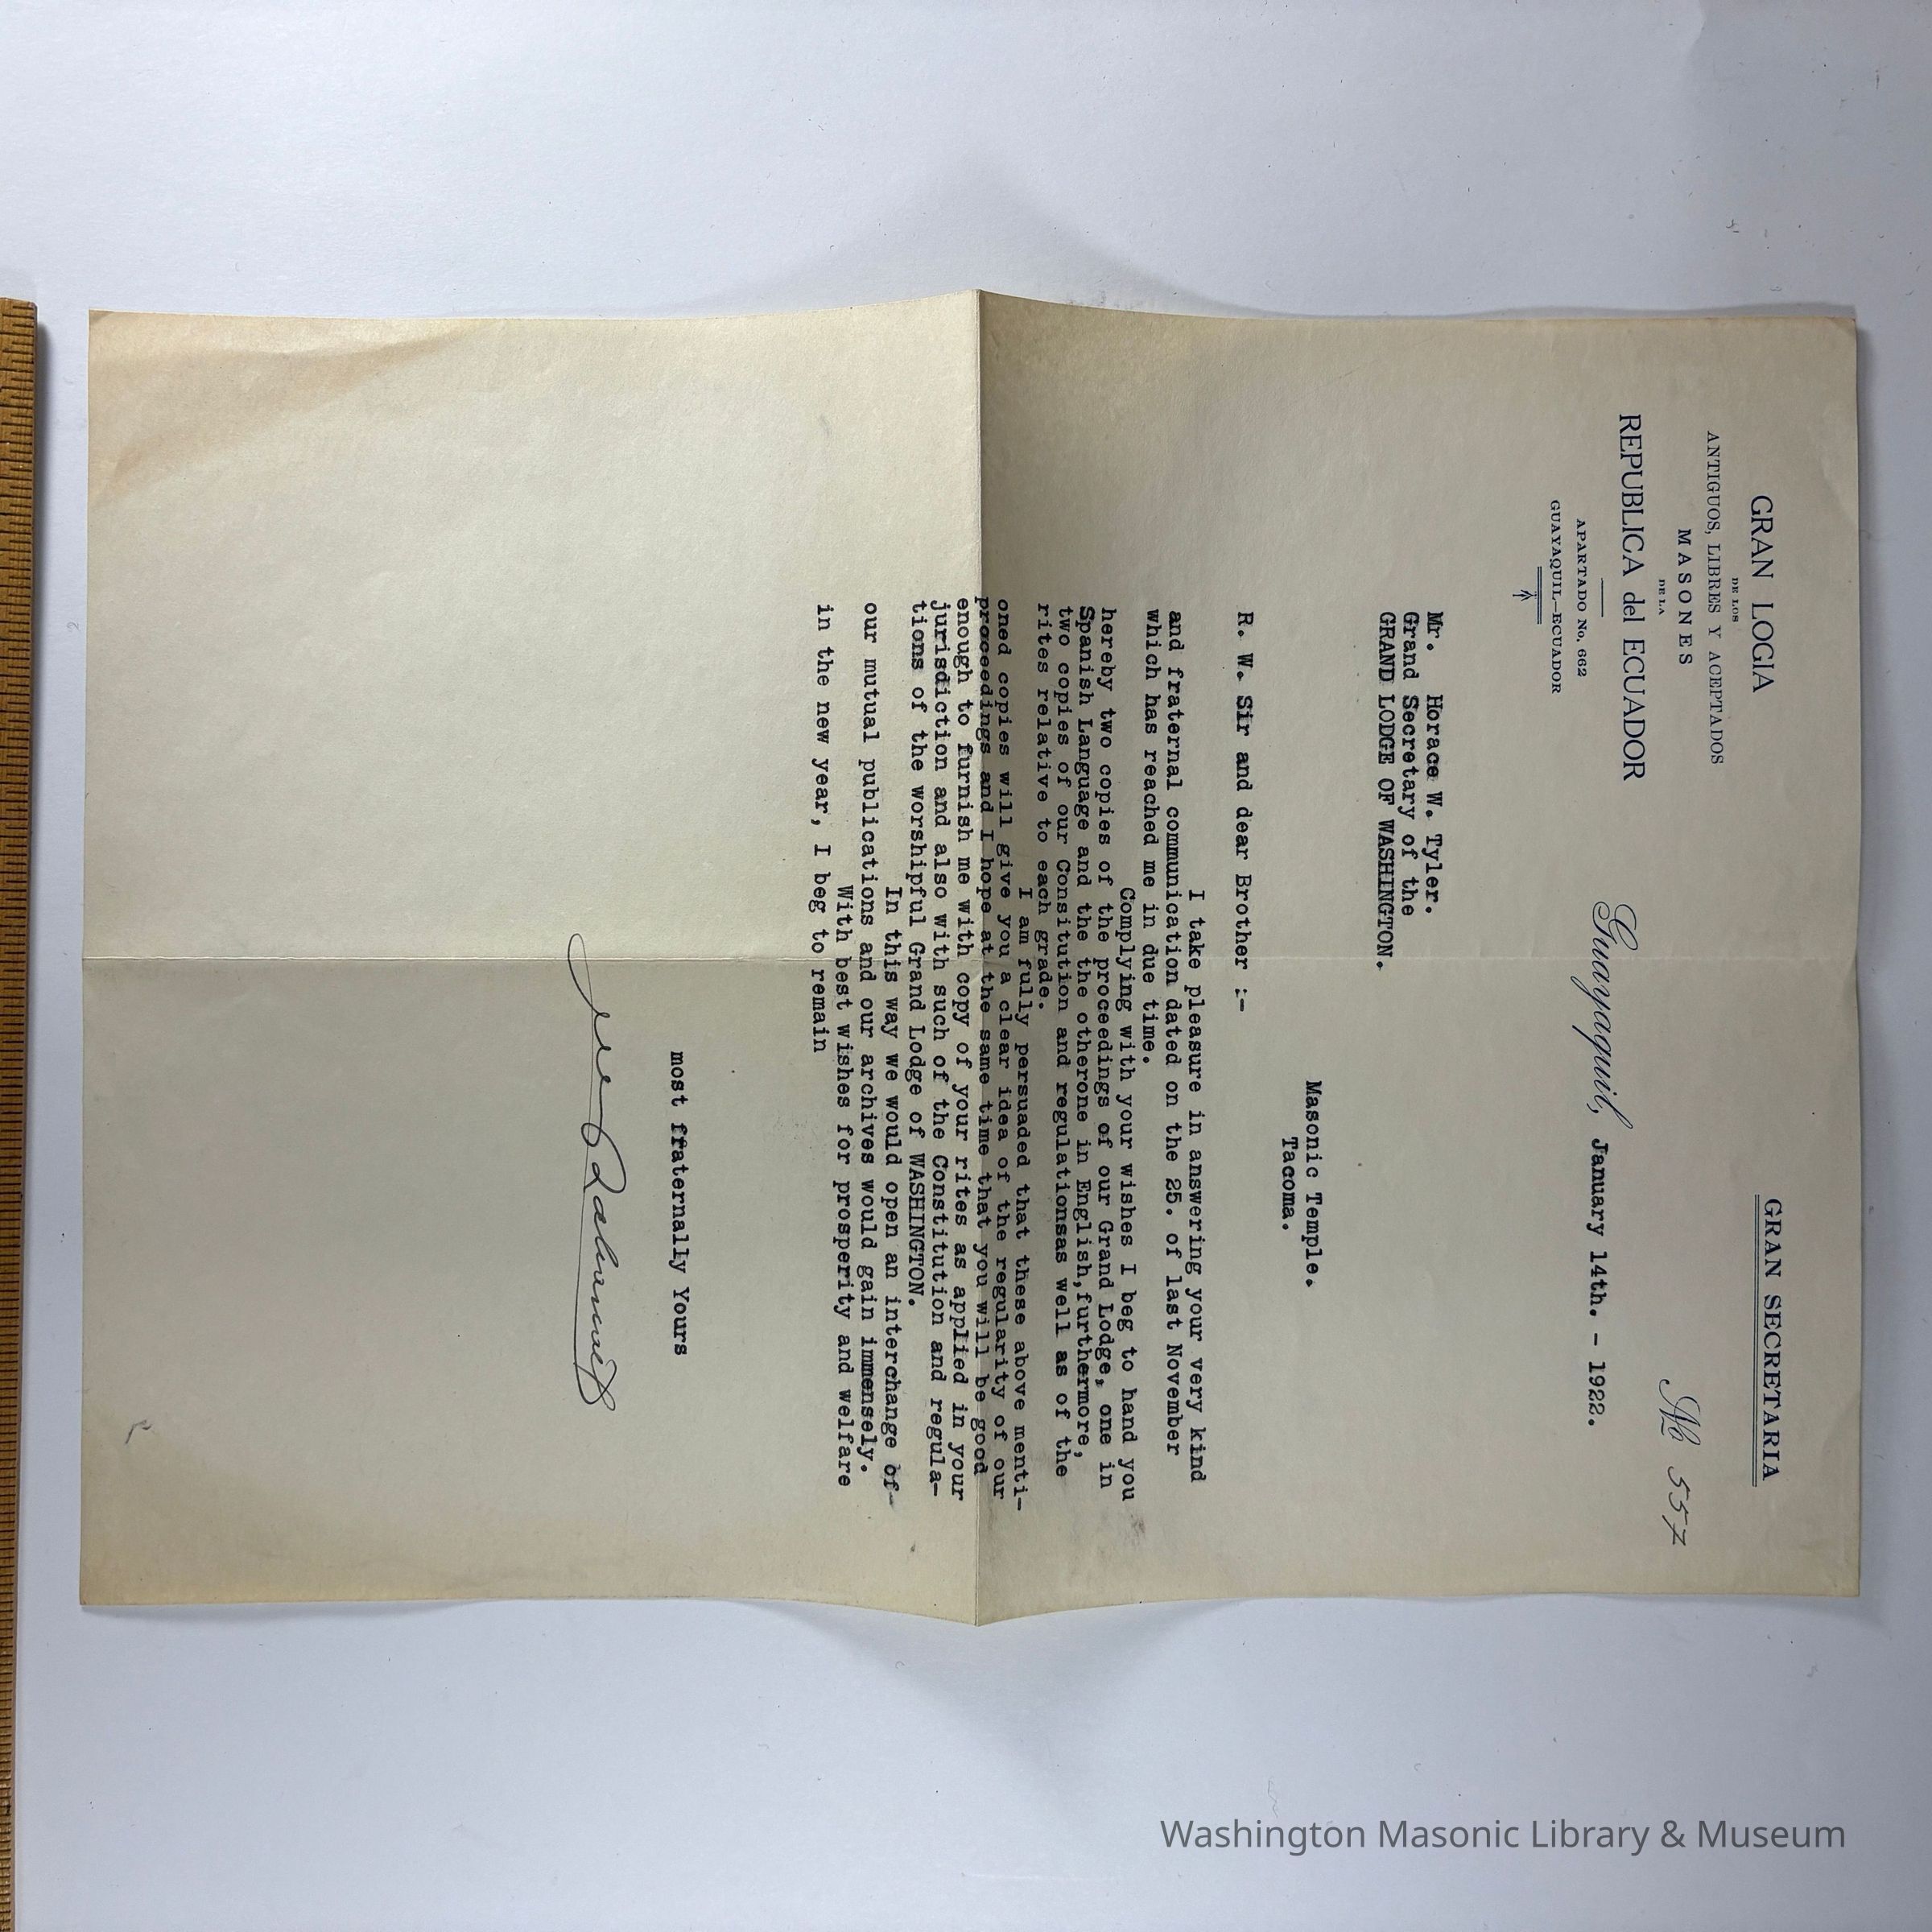 GRAN LOGIA
DE LOS
ANTIGUOS, LIBRES Y ACEPTADOS
MASONES
DE LA
REPUBLICA del ECUADOR
APARTADO No. 662
GUAYAQUIL—ECUADOR
GRAN SECRETARIA
No 557
Guayaquil, January 14th. - 1922.
Mr. Horace W. Tyler.
Grand Secretary of the
GRAND LODGE OF WASHINGTON.
Masonic Temple.
Tacoma.
R. W. Sir and dear Brother :-
I take pleasure in answering your very kind
and fraternal communication dated on the 25. of last November
which has reached me in due time.
Complying with your wishes I beg to hand you
hereby two copies of the proceedings of our Grand Lodge, one in
Spanish Language and the the otherone in English,furthermore,
two copies of our Consitution and regulationsas well as of the
rites relative to each grade.
I am fully persuaded that these above menti-
oned copies will give you a clear idea of the regularity of our
proceedings and I hope at the same time that you will be good
enough to furnish me with copy of your rites as applied in your
jurisdiction and also with such of the Constitution and regula-
tions of the worshipful Grand Lodge of WASHINGTON.
In this way we would open an interchange of-
our mutual publications and our archives would gain immensely.
With best wishes for prosperity and welfare
in the new year, I beg to remain
most ffaternally Yours
Washington Masonic Library & Museum